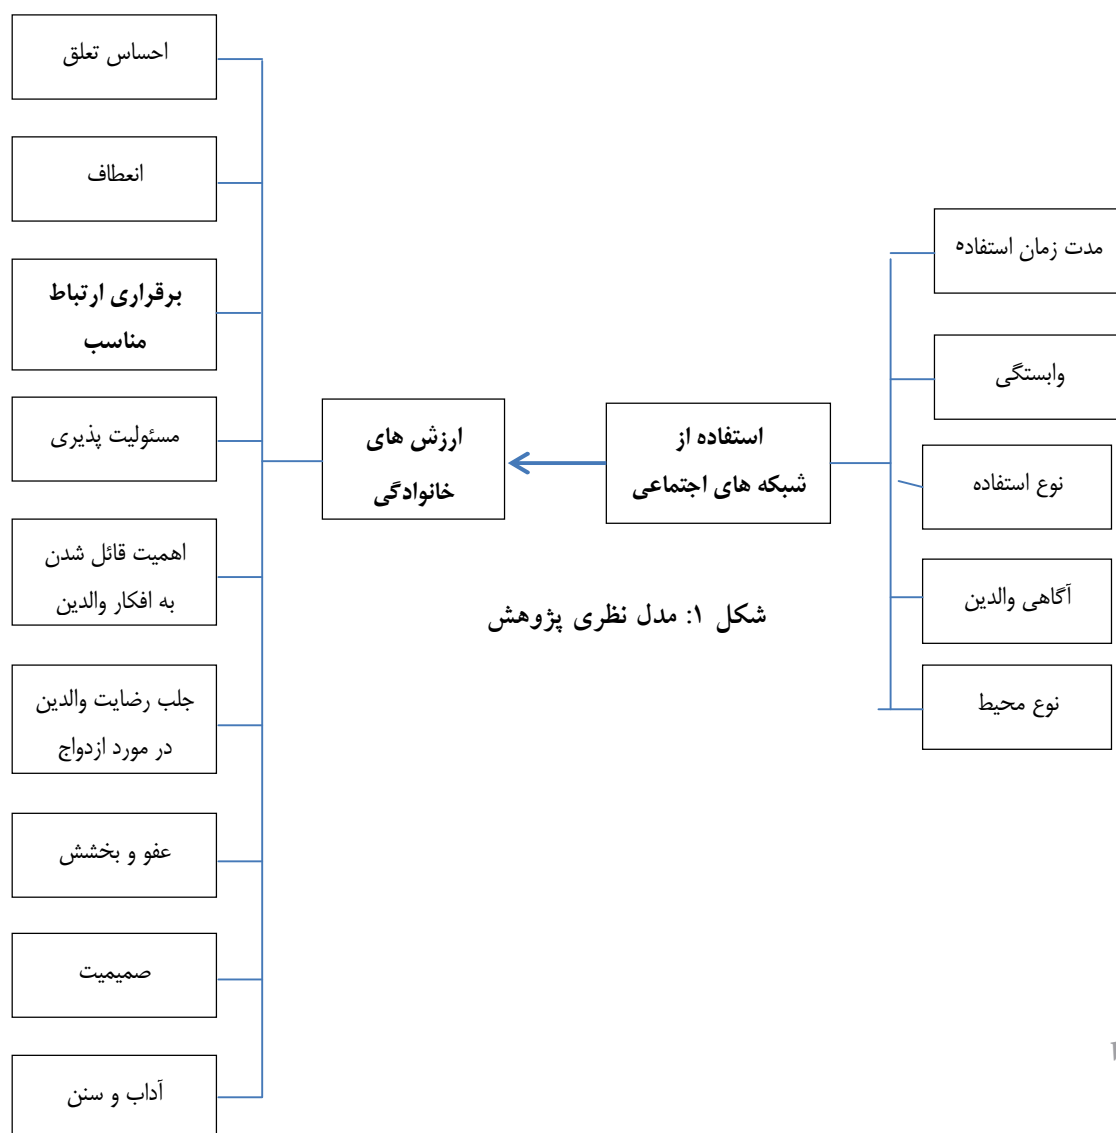 مدت زمان استفاده
وابستگی
نوع استفاده
آگاهی والدین
نوع محیط
استفاده از
شبکه های اجتماعی
ارزش های
خانوادگی
احساس تعلق
انعطاف
برقراری ارتباط
مناسب
مسئولیت پذیری
اهمیت قائل شدن
به افکار والدین
جلب رضایت والدین
در مورد ازدواج
عفو و بخشش
صمیمیت
آداب و سنن
شکل ۱: مدل نظری پژوهش